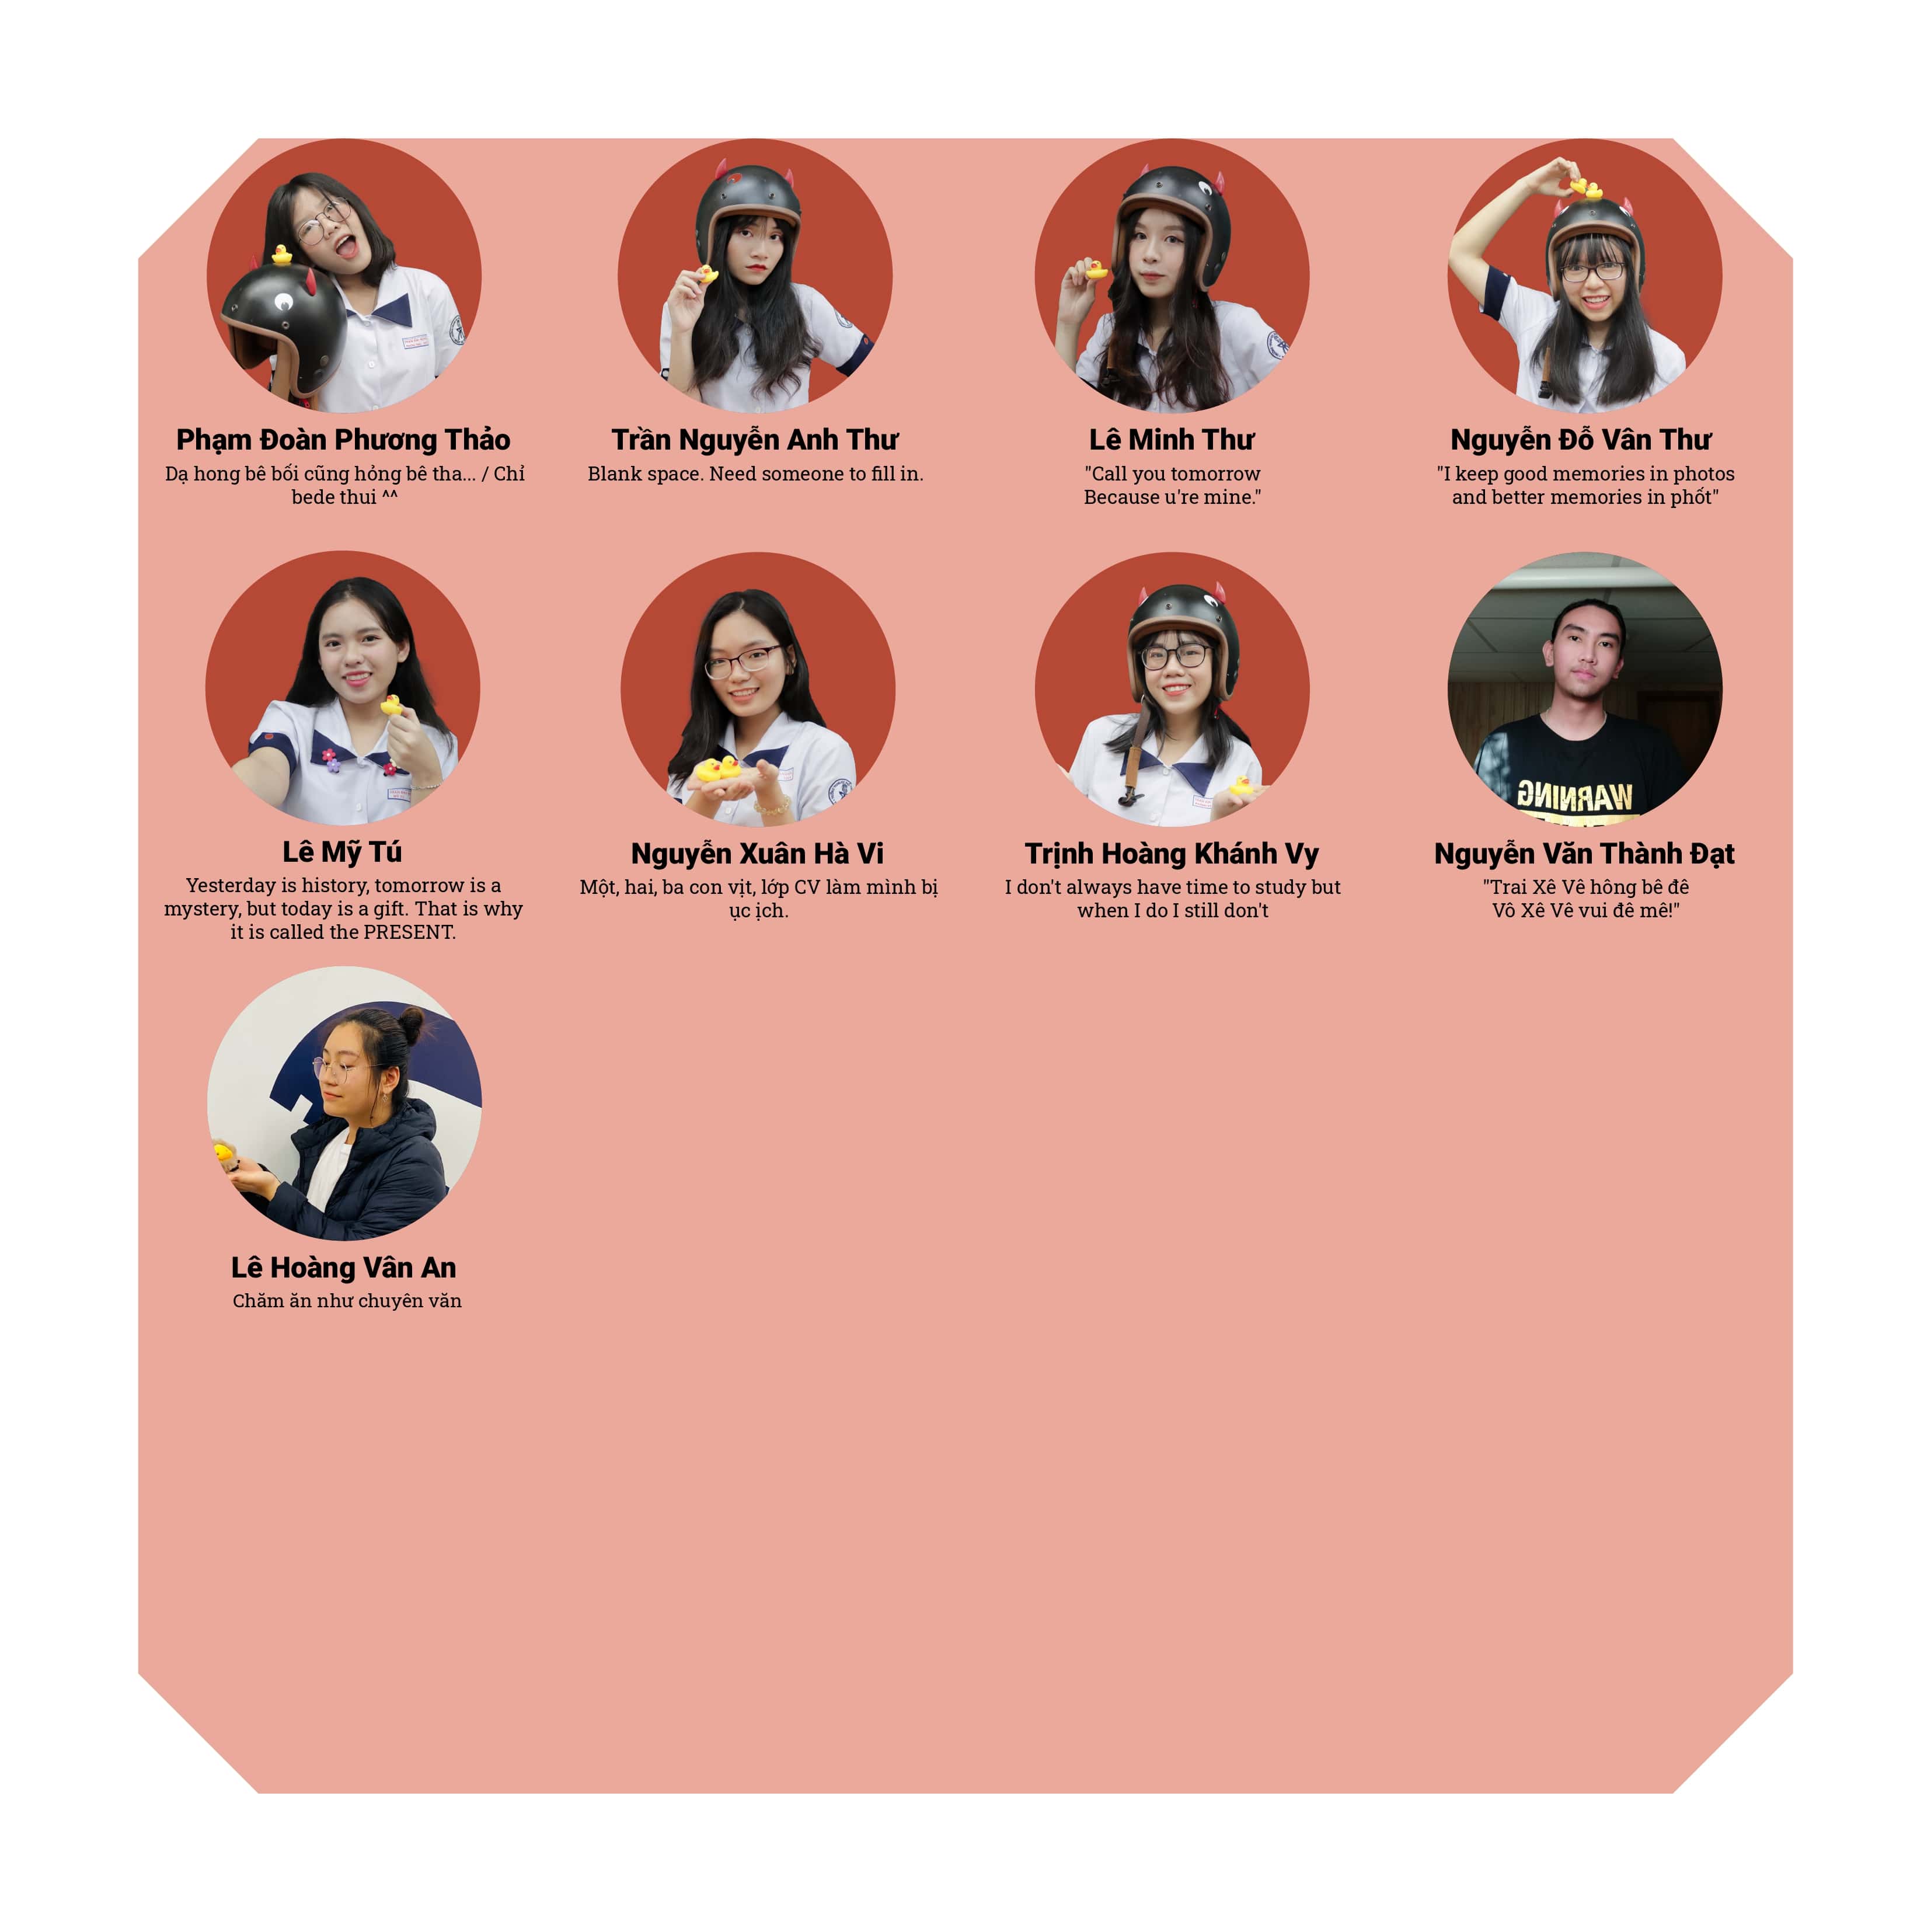 Phạm Đoàn Phương Thảo
Dạ hong bê bối cũng hỏng bê tha... / Chỉ
bede thui ^^
Trần Nguyễn Anh Thư
Blank space. Need someone to fill in.
Lê Minh Thư
"Call you tomorrow
Because u're mine."
Nguyễn Đỗ Vân Thư
"I keep good memories in photos
and better memories in phốt"
Lê Mỹ Tú
Yesterday is history, tomorrow is a
mystery, but today is a gift. That is why
it is called the PRESENT.
Nguyễn Xuân Hà Vi
Một, hai, ba con vịt, lớp CV làm mình bị
ục ịch.
Trịnh Hoàng Khánh Vy
I don't always have time to study but
when I do I still don't
WARNING
Nguyễn Văn Thành Đạt
"Trai Xê Vê hông bê đê
Vô Xê Vê vui đê mê!"
Lê Hoàng Vân An
Chăm ăn như chuyên văn